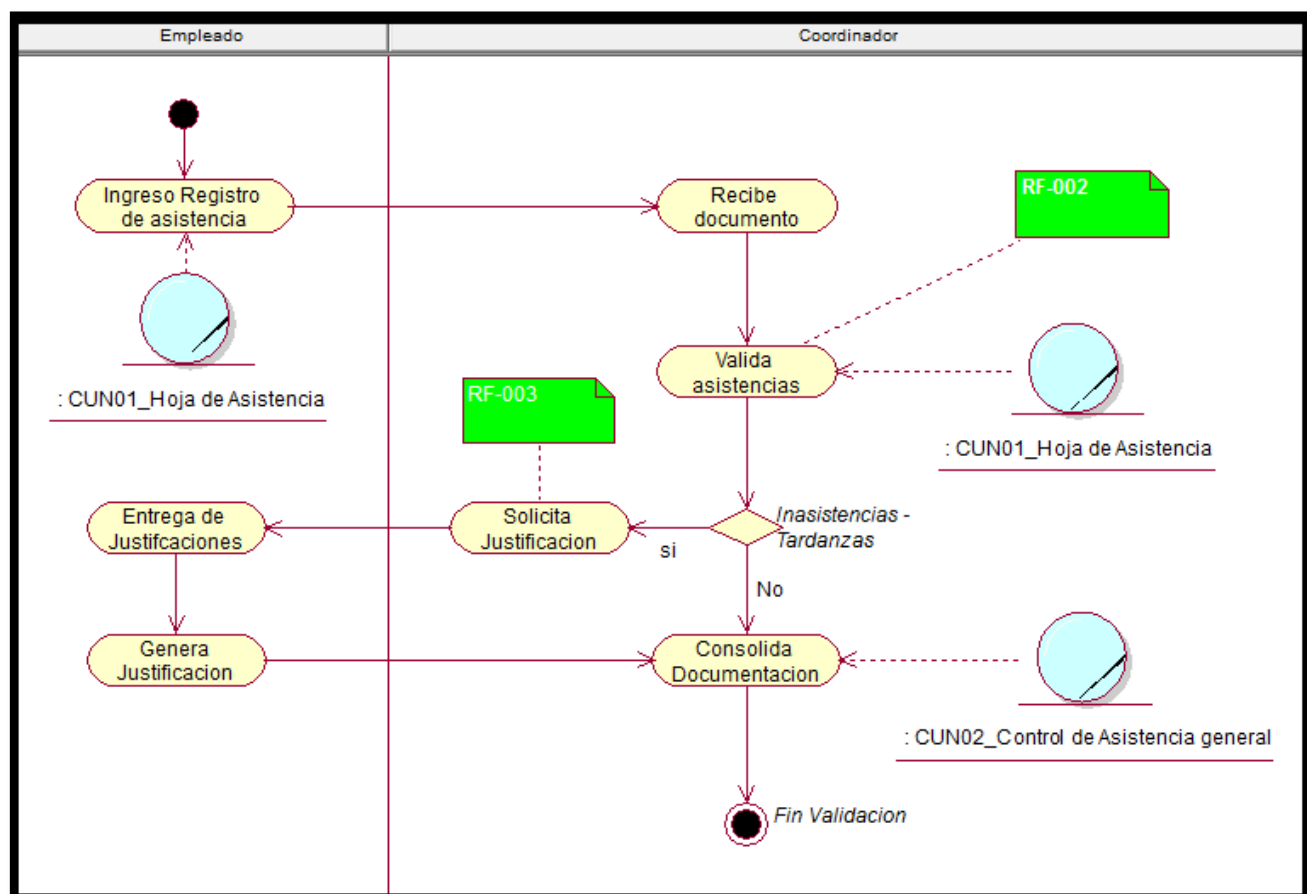 Empleado
Coordinador
Ingreso Registro
de asistencia
Recibe
documento
RF-002
: CUN01_Hoja de Asistencia
Valida
asistencias
RF-003
: CUN01_Hoja de Asistencia
Entrega de
Justifcaciones
Solicita
Justificacion
si
Inasistencias -
Tardanzas
No
Genera
Justificacion
Consolida
Documentacion
: CUN02_Control de Asistencia general
Fin Validacion